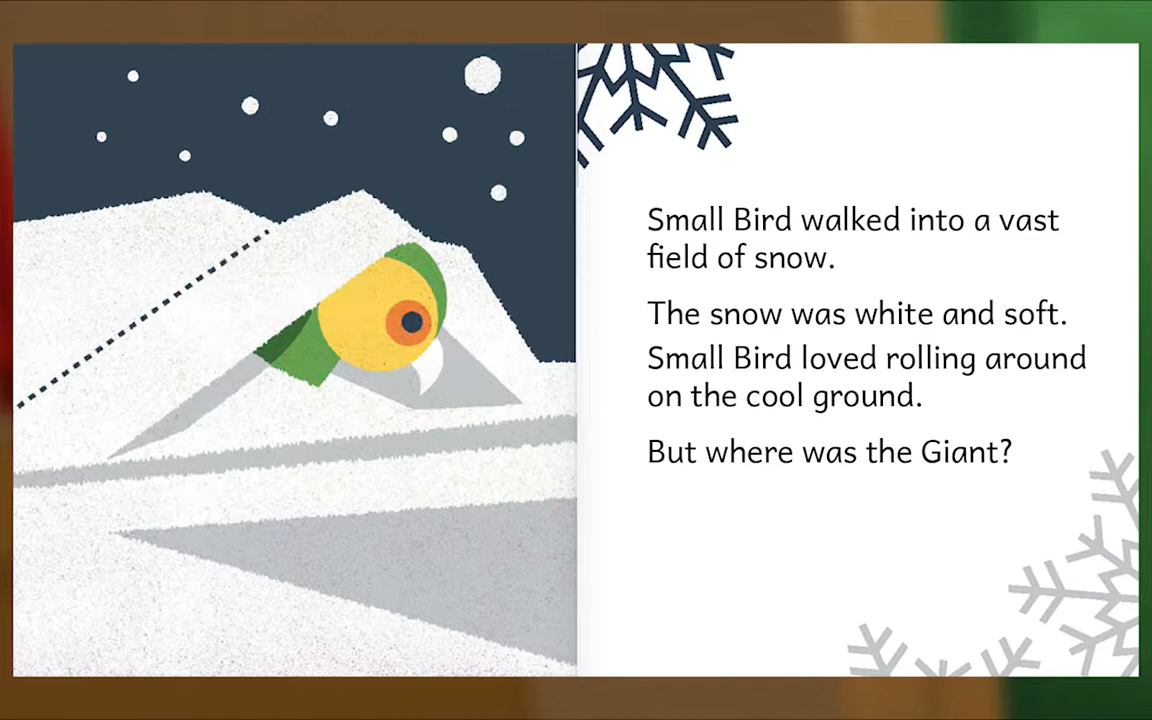 Small Bird walked into a vast
field of snow.
The snow was white and soft.
Small Bird loved rolling around
on the cool ground.
But where was the Giant?